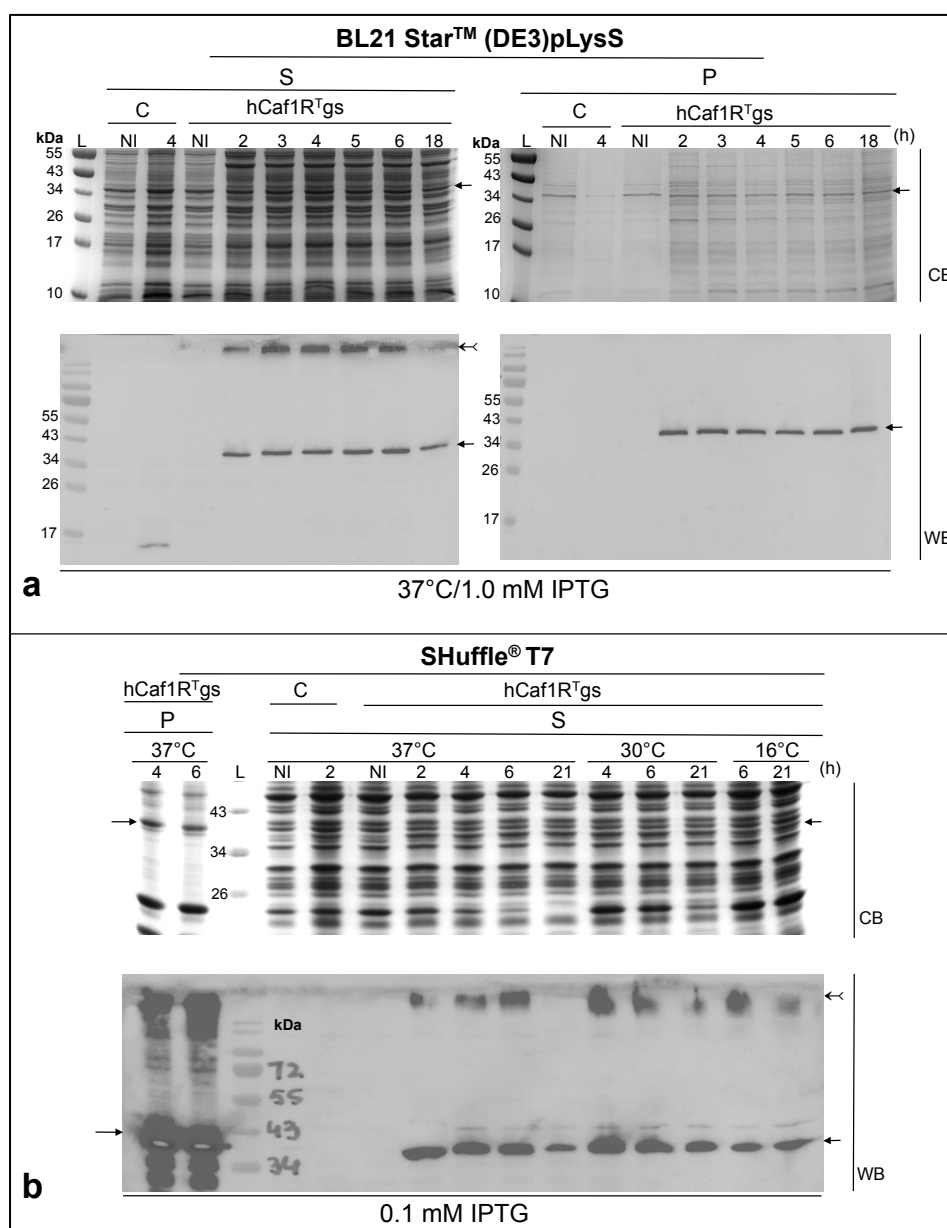 BL21 Star™ (DE3)pLysS
S P
C hCaf1RᵀTgs C hCaf1Rᵀgs
kDa L NI 4 NI 2 3 4 5 6 18 kDa L NI 4 NI 2 3 4 5 6 18 (h)
55 55
43 43
34 34
26 26
17 17
10 10
CB
55 55
43 43
34 34
26 26
17 17
WB
a 37°C/1.0 mM IPTG
SHuffle® T7
hCaf1Rᵀgs C hCaf1Rᵀgs
P S
37°C 37°C 30°C 16°C
4 6 L NI 2 NI 2 4 6 21 4 6 21 6 21 (h)
43
34
26
CB
kDa
72
55
43
34
WB
b 0.1 mM IPTG